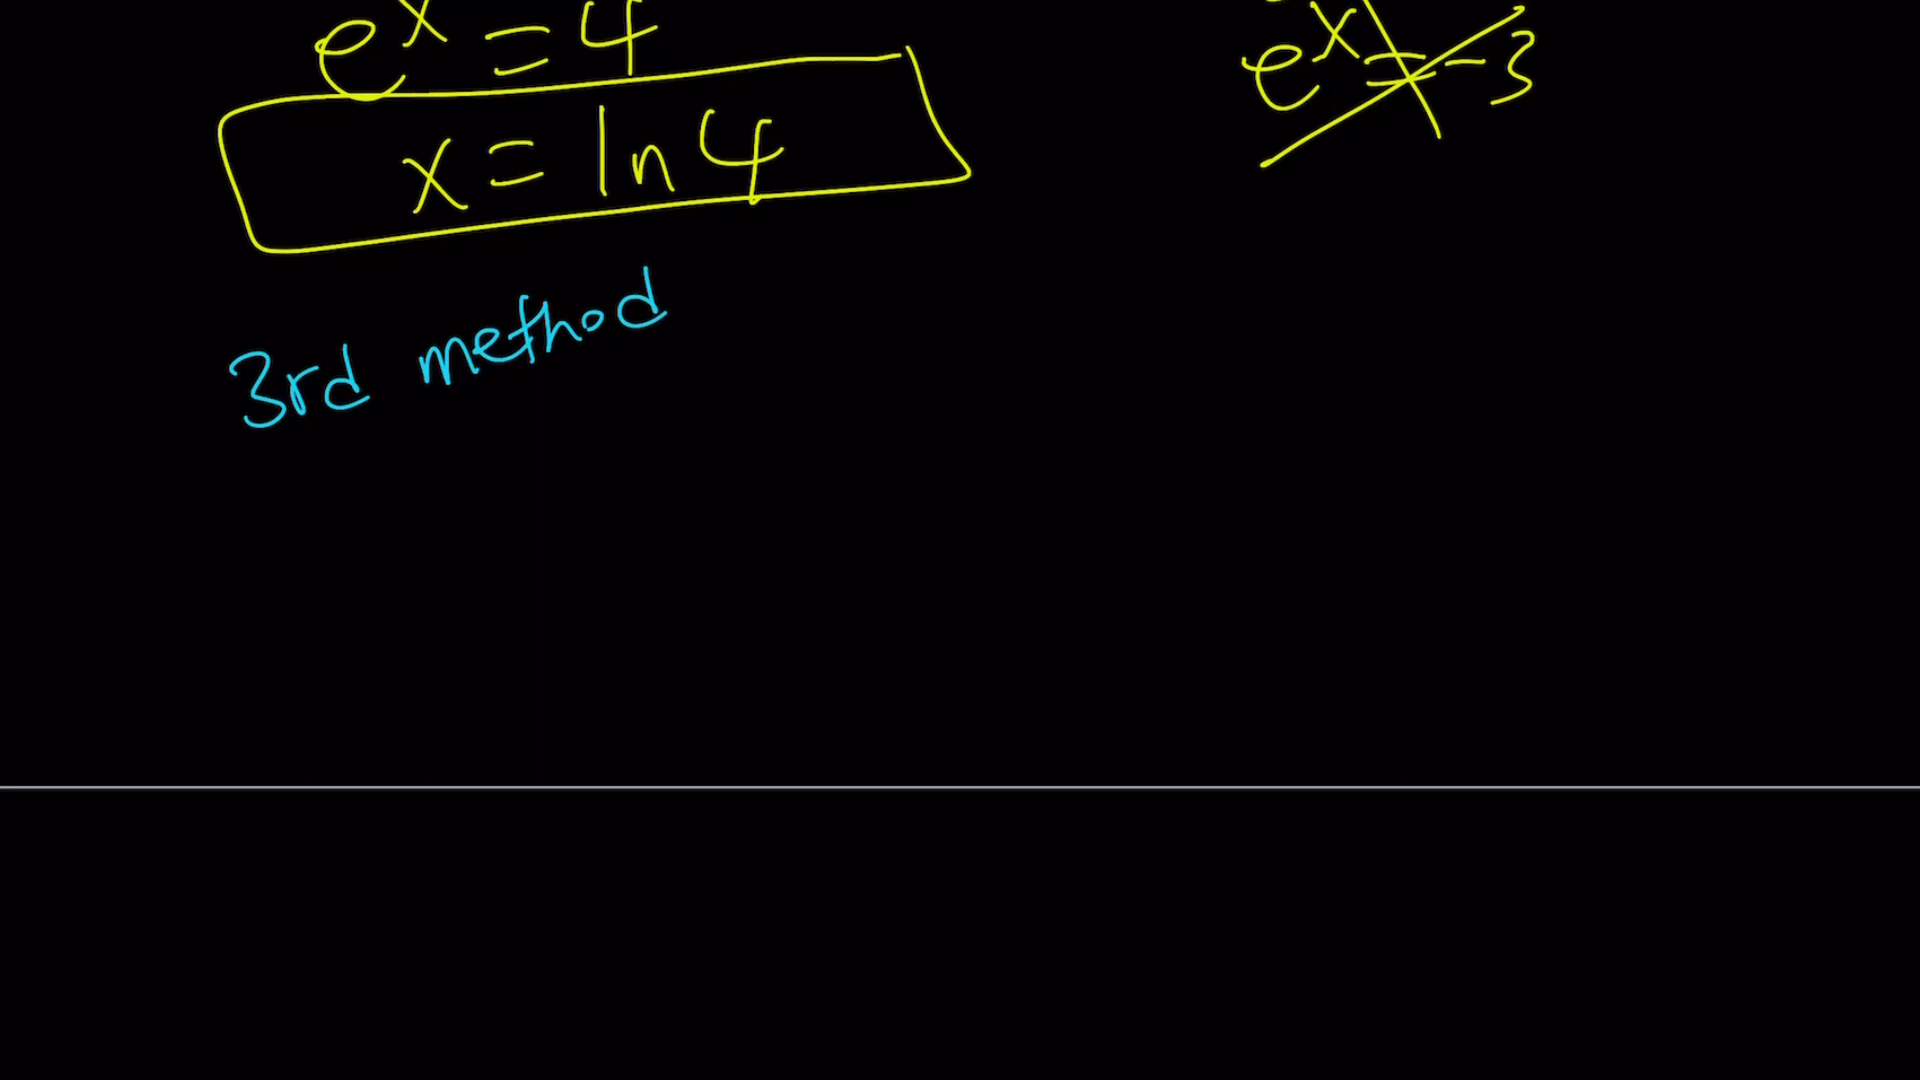 e^x = 4
e^x = -3
x = ln 4
3rd method